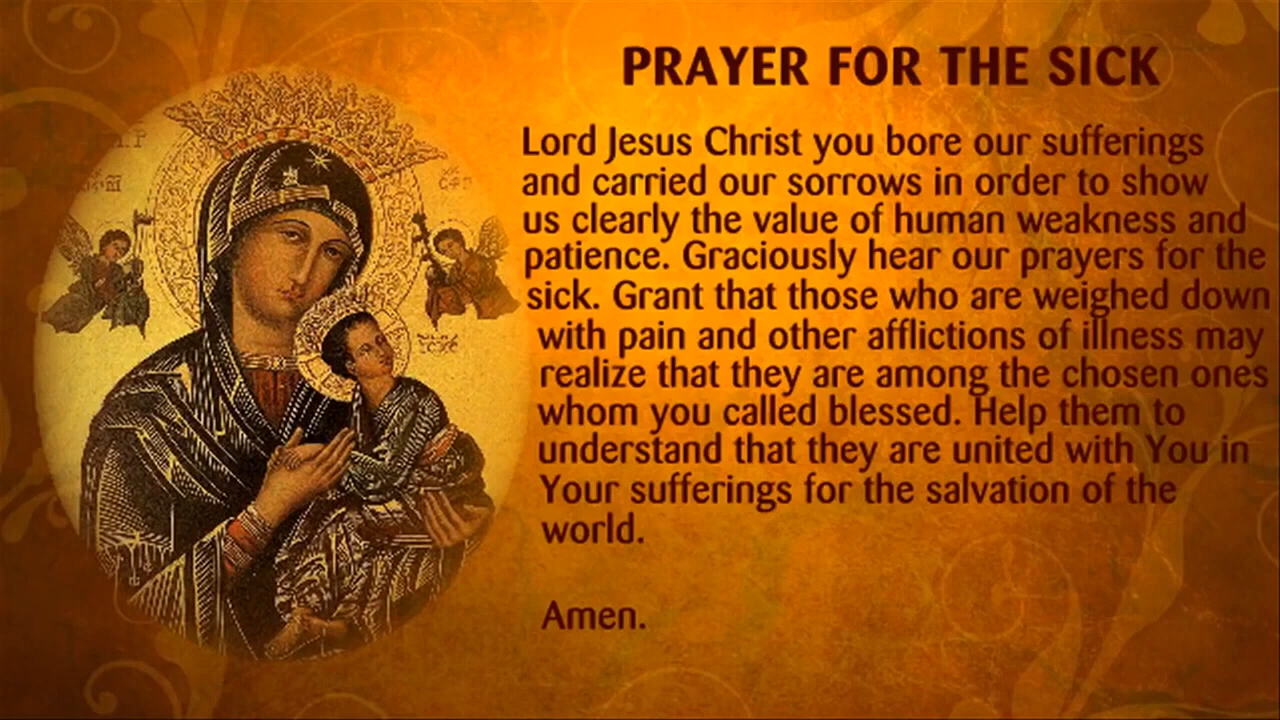 PRAYER FOR THE SICK
Lord Jesus Christ you bore our sufferings
and carried our sorrows in order to show
us clearly the value of human weakness and
patience. Graciously hear our prayers for the
sick. Grant that those who are weighed down
with pain and other afflictions of illness may
realize that they are among the chosen ones
whom you called blessed. Help them to
understand that they are united with You in
Your sufferings for the salvation of the
world.
Amen.